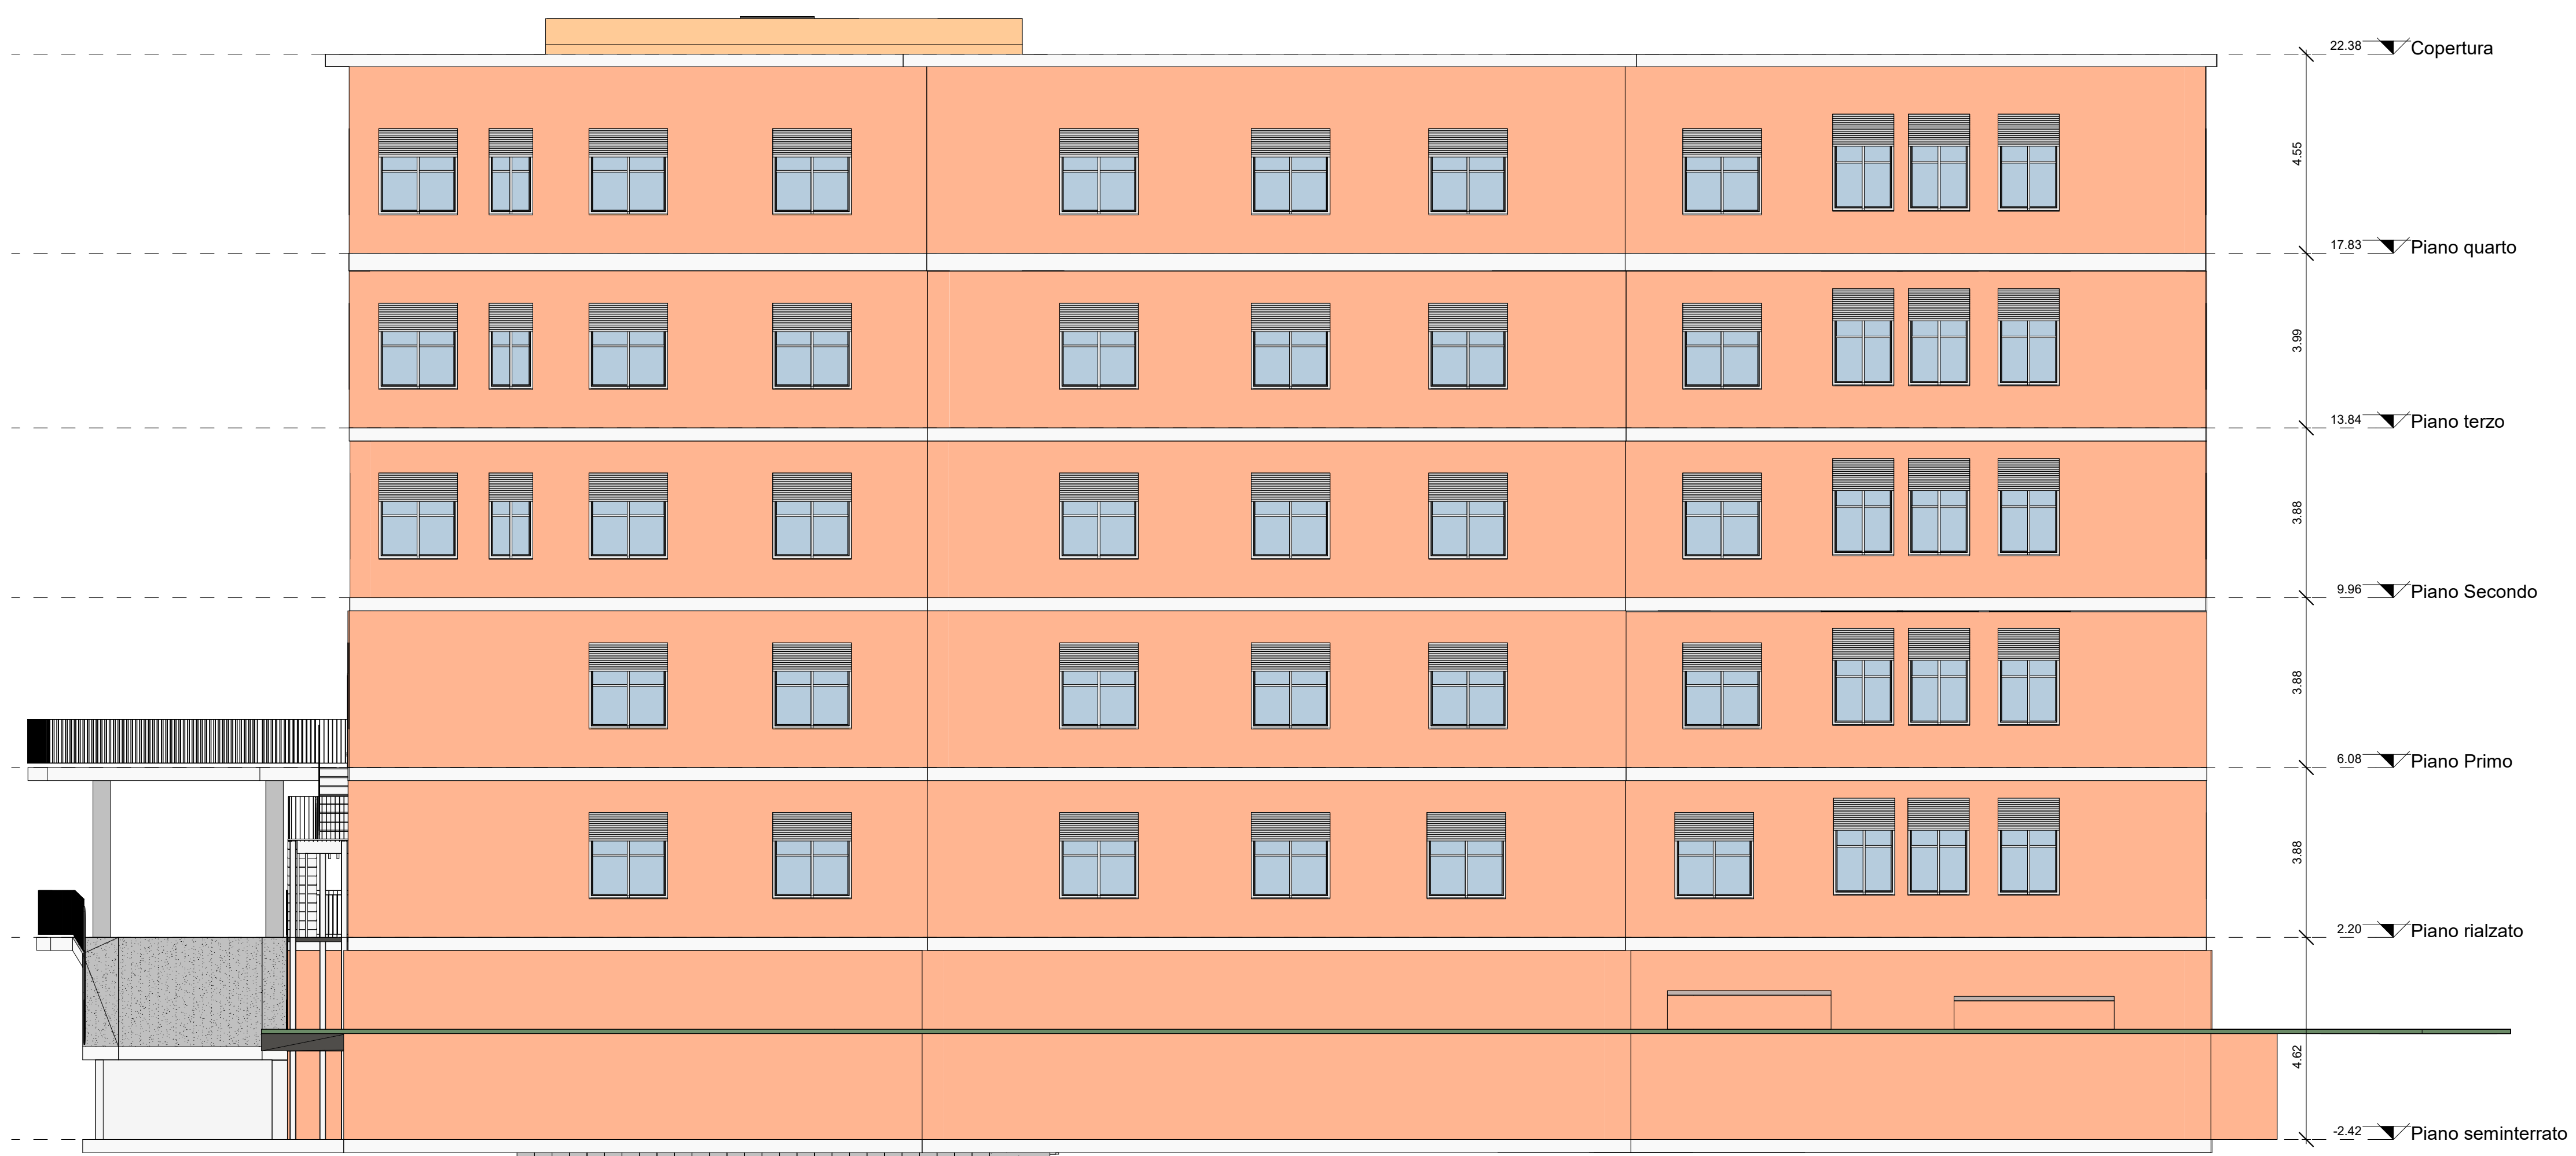 22.38 Copertura
4.55
17.83 Piano quarto
3.99
13.84 Piano terzo
3.88
9.96 Piano Secondo
3.88
6.08 Piano Primo
3.88
2.20 Piano rialzato
4.62
-2.42 Piano seminterrato